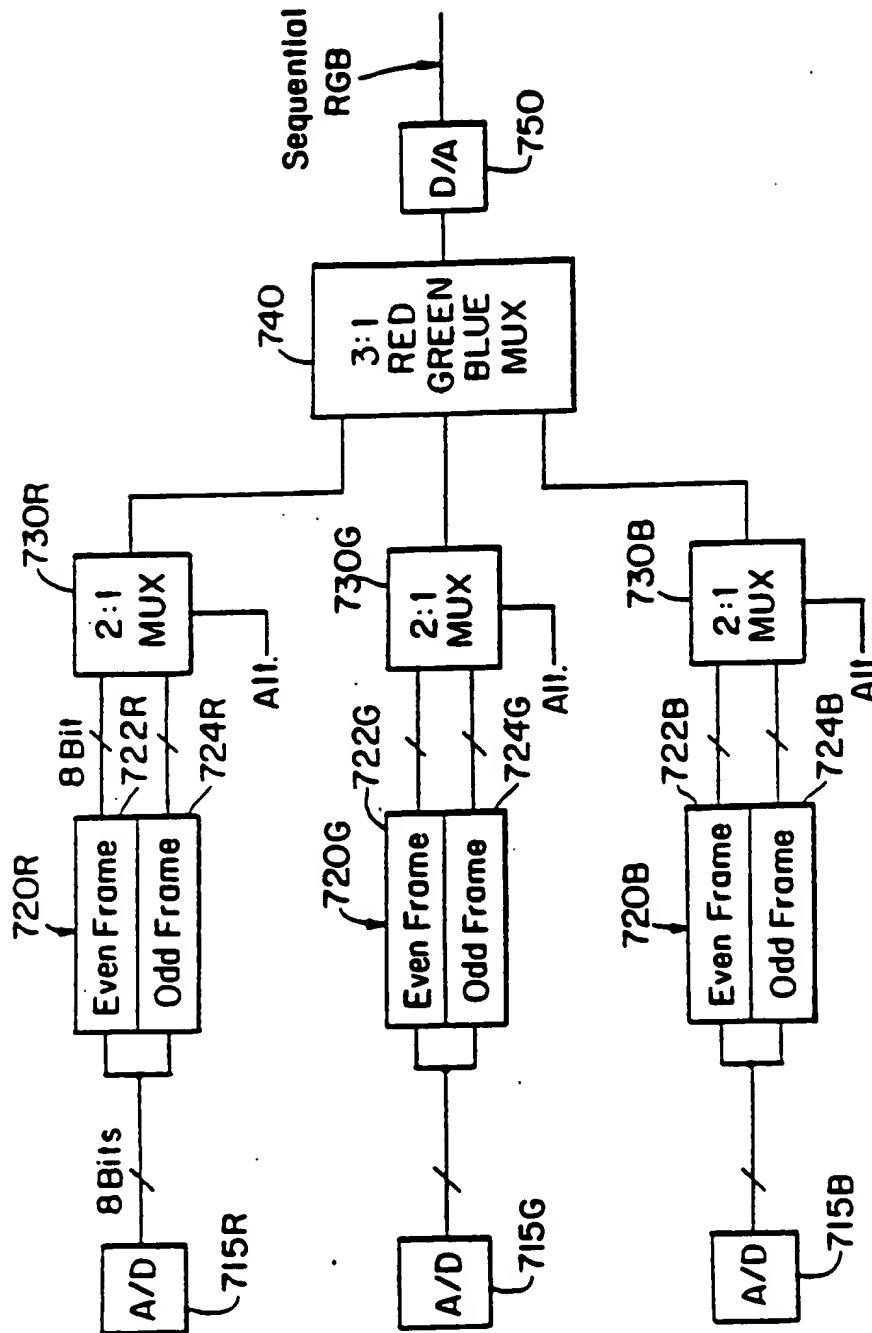 8 Bits
A/D
715R
720R
Even Frame
Odd Frame
8 Bit
722R
724R
730R
2:1
MUX
Alt.
A/D
715G
720G
Even Frame
Odd Frame
722G
724G
730G
2:1
MUX
Alt.
A/D
715B
720B
Even Frame
Odd Frame
722B
724B
730B
2:1
MUX
Alt.
740
3:1
RED
GREEN
BLUE
MUX
D/A
750
Sequential
RGB